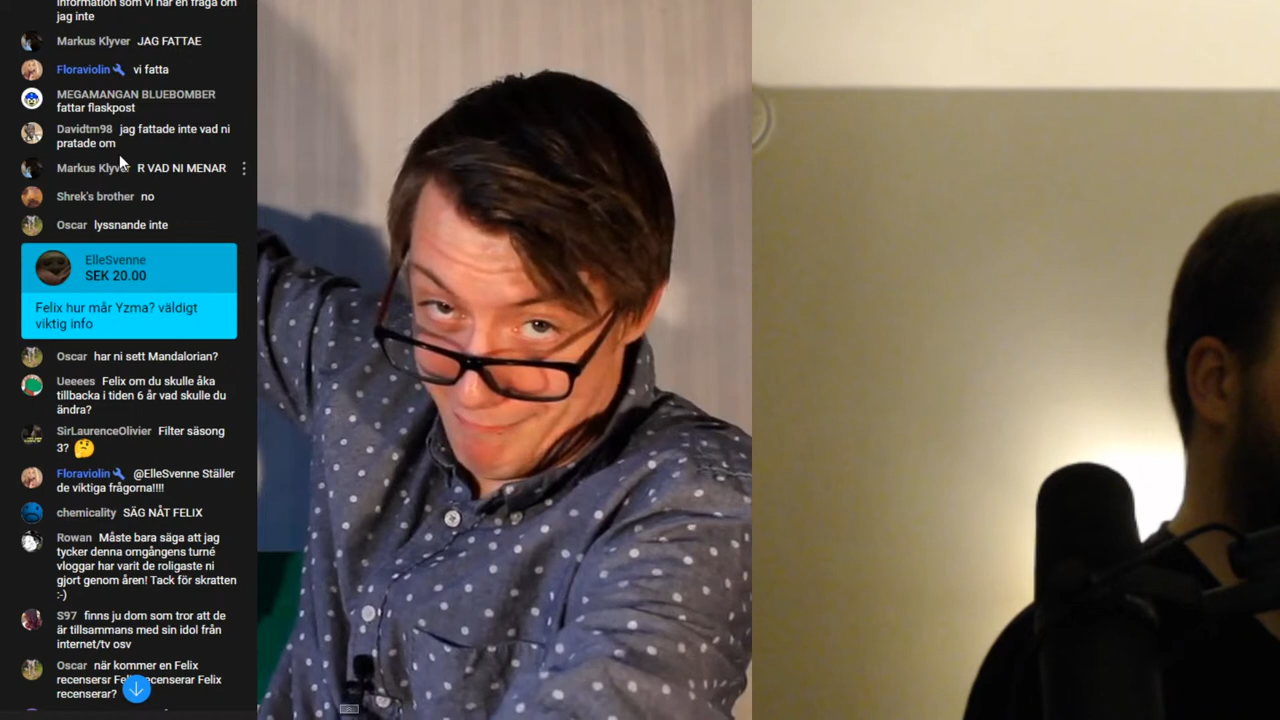 information som vi har en fråga om
jag inte
Markus Klyver JAG FATTAE
Floraviolin vi fatta
MEGAMANGAN BLUEBOMBER
fattar flaskpost
Davidtm98 jag fattade inte vad ni
pratade om
Markus Klyver R VAD NI MENAR
Shrek's brother no
Oscar lyssnande inte
ElleSvenne
SEK 20.00
Felix hur mår Yzma? väldigt
viktig info
Oscar har ni sett Mandalorian?
Ueeees Felix om du skulle åka
tillbacka i tiden 6 år vad skulle du
ändra?
SirLaurenceOlivier Filter säsong
3? 🤔
Floraviolin @ElleSvenne Ställer
de viktiga frågorna!!!!
chemicality SÄG NÅT FELIX
Rowan Måste bara säga att jag
tycker denna omgångens turné
vloggar har varit de roligaste ni
gjort genom åren! Tack för skratten
:-)
S97 finns ju dom som tror att de
är tillsammans med sin idol från
internet/tv osv
Oscar när kommer en Felix
recensersr recenserar Felix
recenserar?